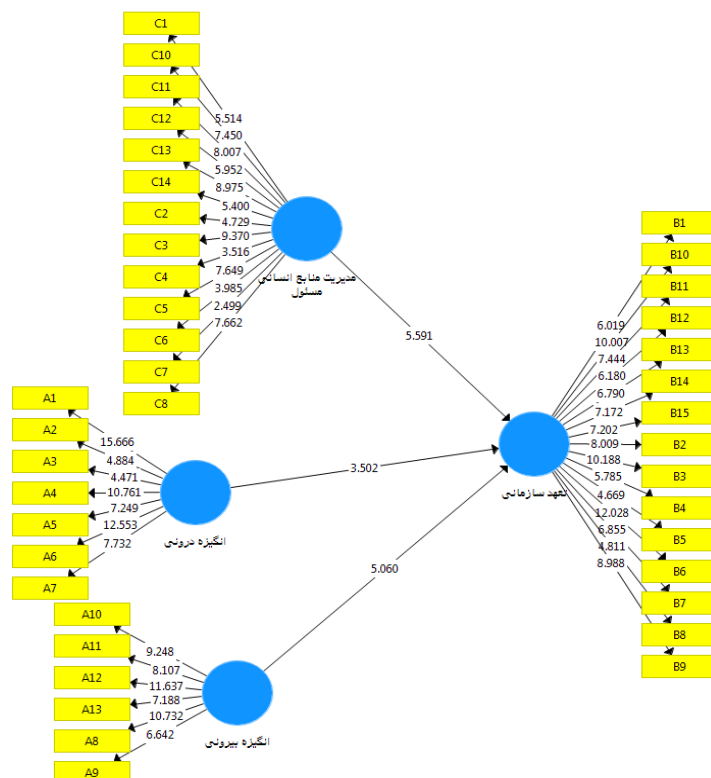 C1
C10
C11
C12
C13
C14
C2
C3
C4
C5
C6
C7
C8
5.514
7.450
8.007
5.952
8.975
5.400
4.729
9.370
3.516
7.649
3.985
2.499
7.662
مدیریت منابع انسانی
مسئول
5.591
A1
A2
A3
A4
A5
A6
A7
15.666
4.884
4.471
10.761
7.249
12.553
7.732
انگیزه درونی
3.502
A10
A11
A12
A13
A8
A9
9.248
8.107
11.637
7.188
10.732
6.642
انگیزه بیرونی
5.060
تعهد سازمانی
6.019
10.007
7.444
6.180
6.790
7.172
7.202
8.009
10.188
5.785
4.669
12.028
6.855
4.811
8.988
B1
B10
B11
B12
B13
B14
B15
B2
B3
B4
B5
B6
B7
B8
B9